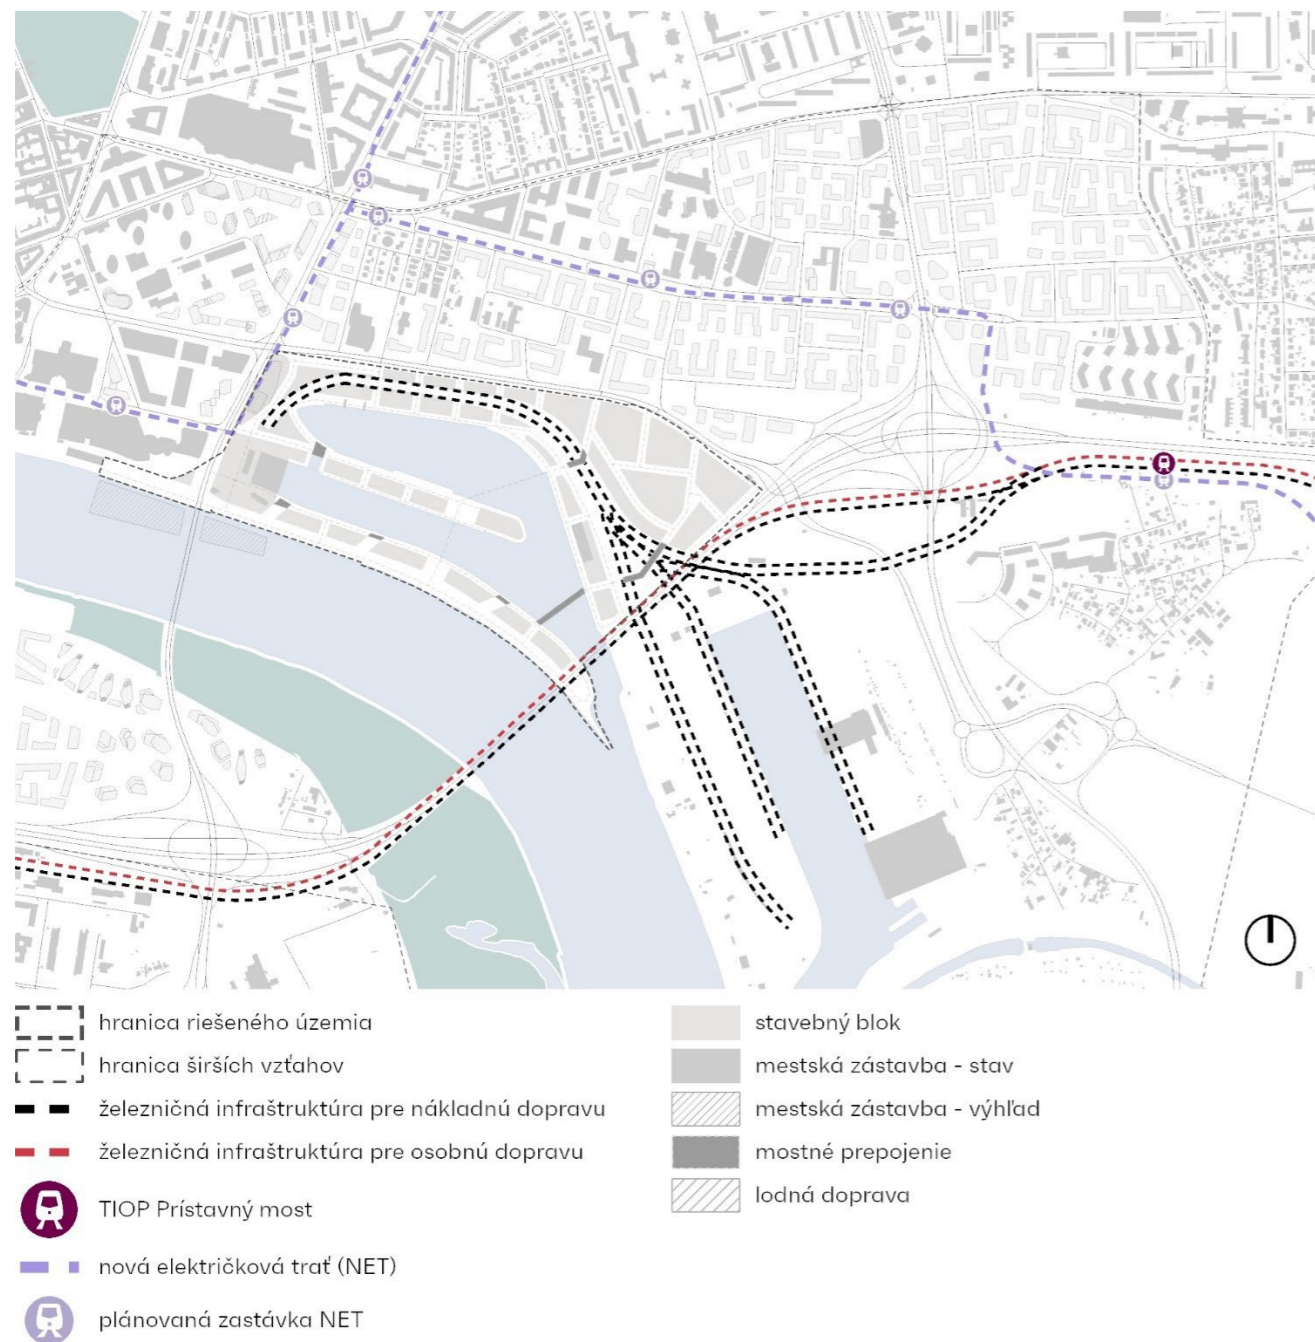 hranica riešeného územia
hranica širších vzťahov
železničná infraštruktúra pre nákladnú dopravu
železničná infraštruktúra pre osobnú dopravu
TIOP Prístavný most
nová električková trať (NET)
plánovaná zastávka NET
stavebný blok
mestská zástavba - stav
mestská zástavba - výhľad
mostné prepojenie
lodná doprava